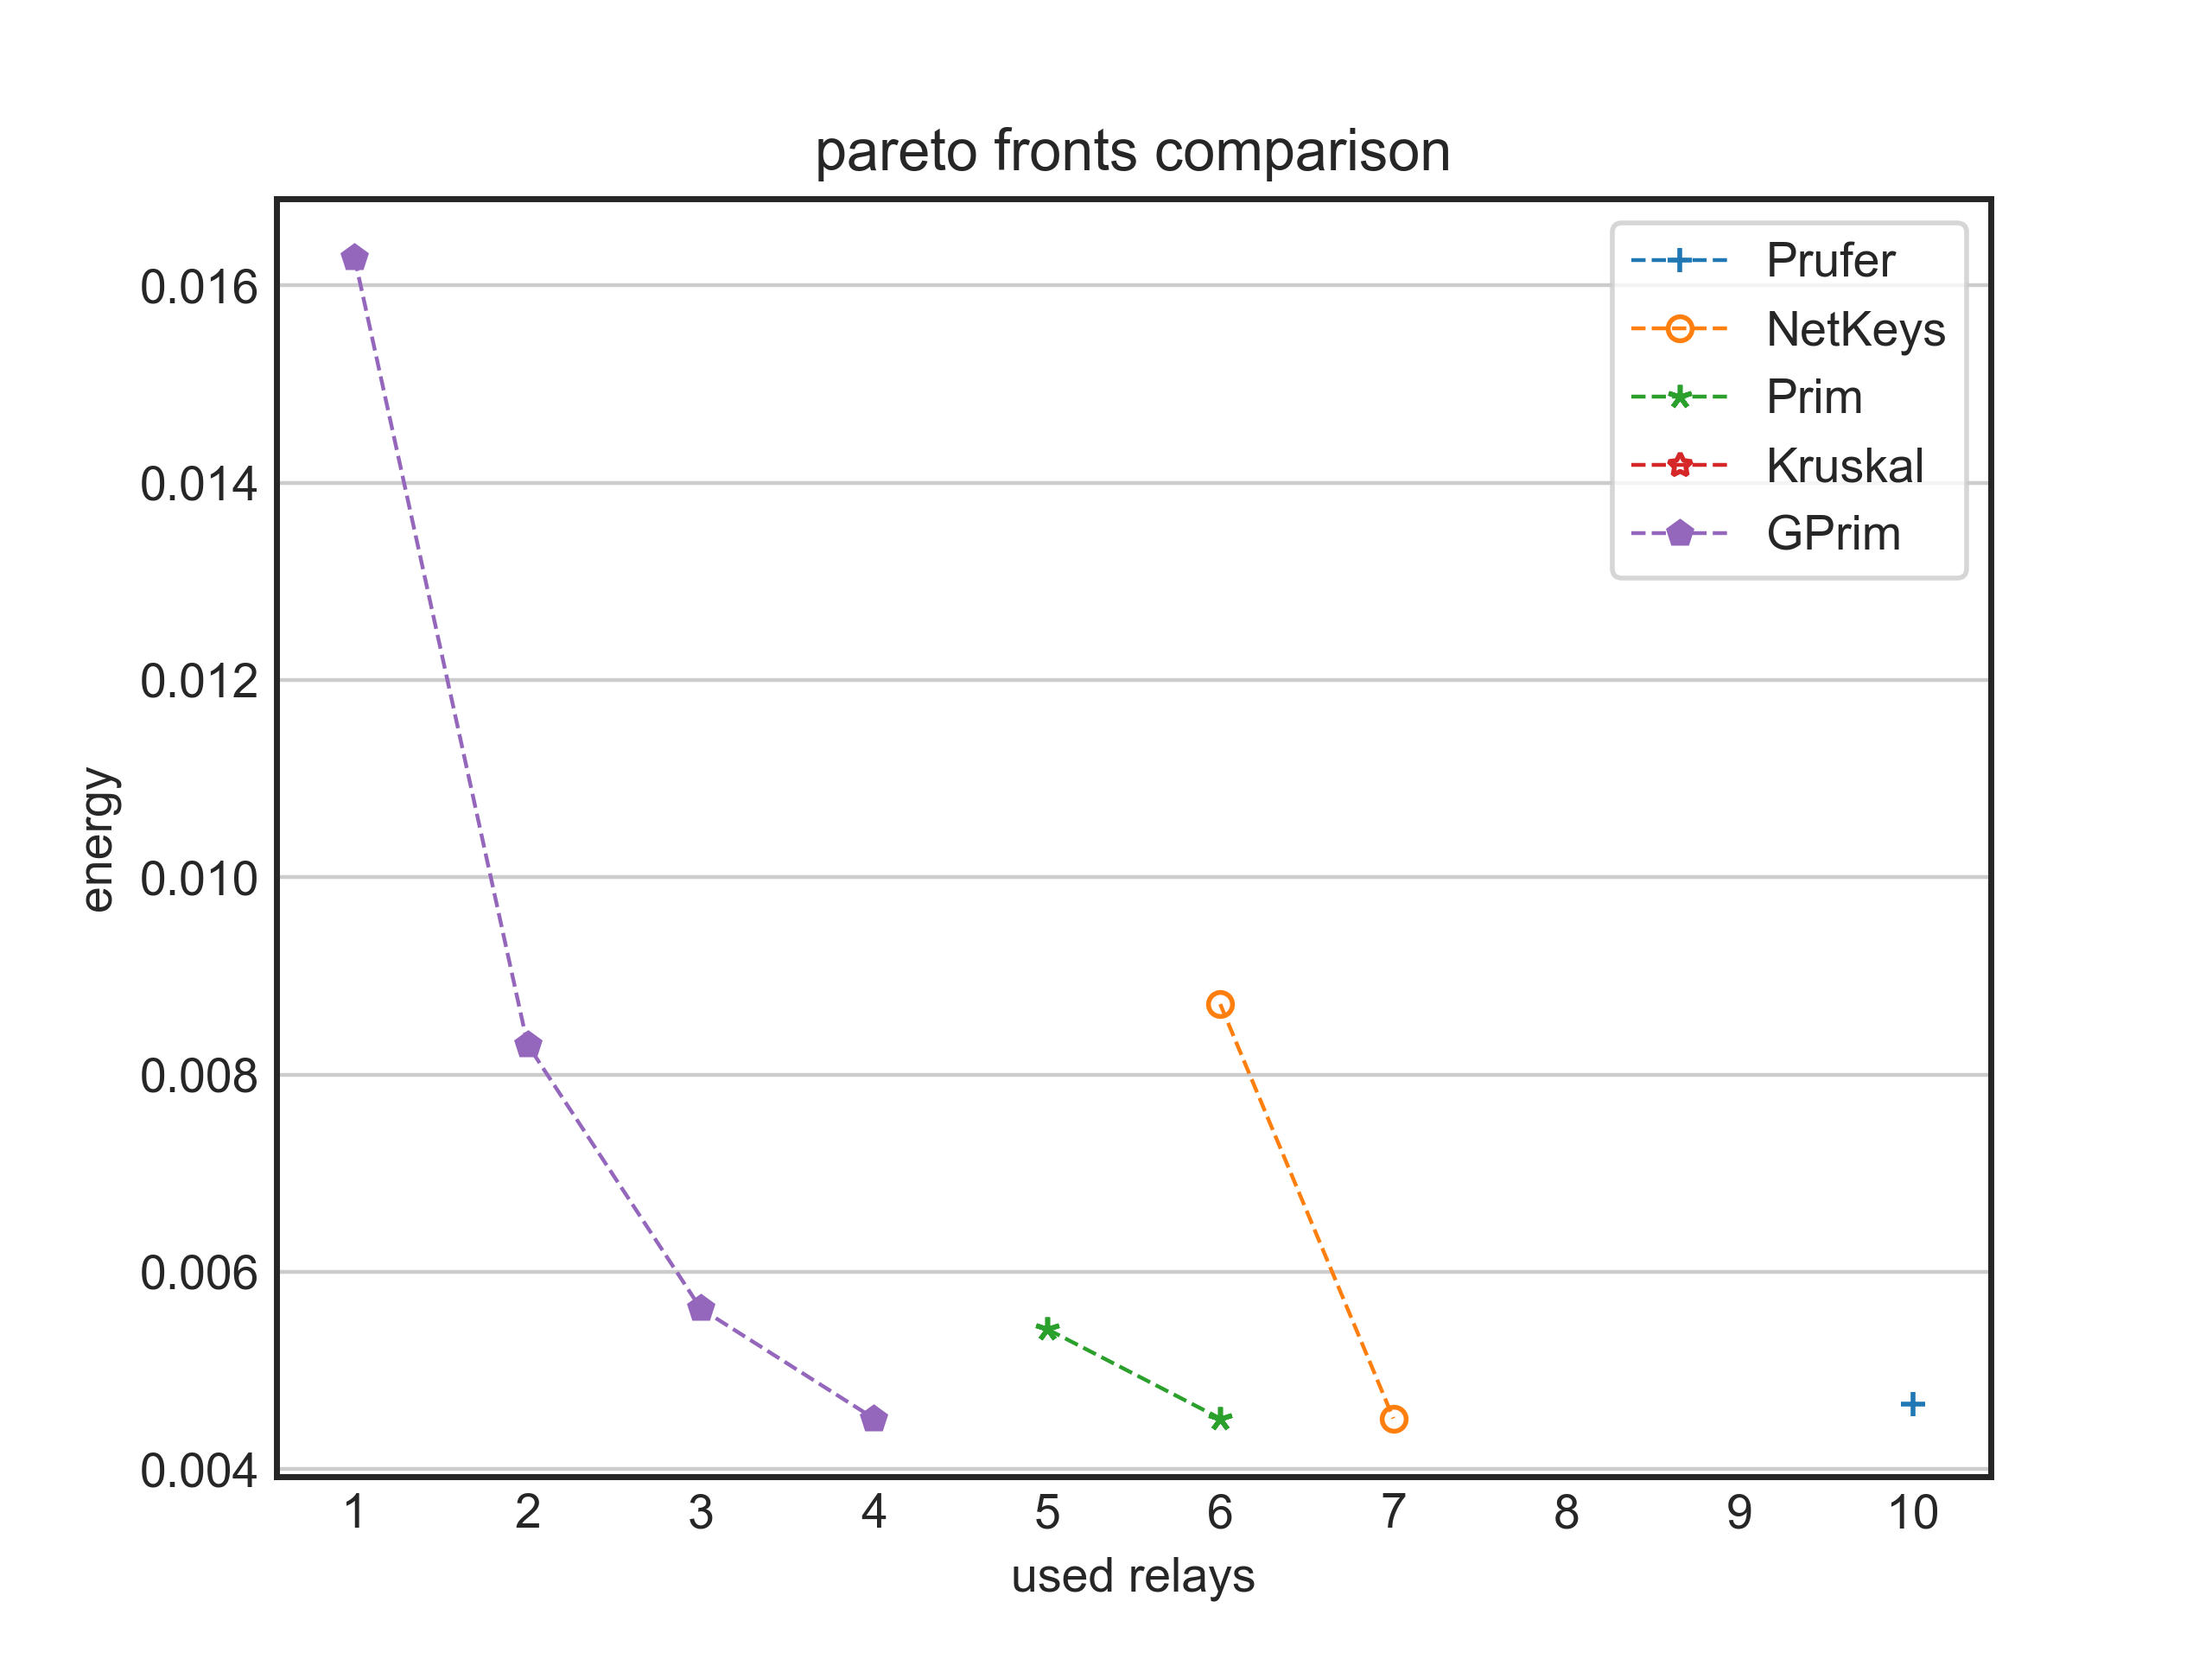 pareto fronts comparison
0.016
0.014
0.012
0.010
0.008
0.006
0.004
energy
Prufer
NetKeys
Prim
Kruskal
GPrim
1 2 3 4 5 6 7 8 9 10
used relays